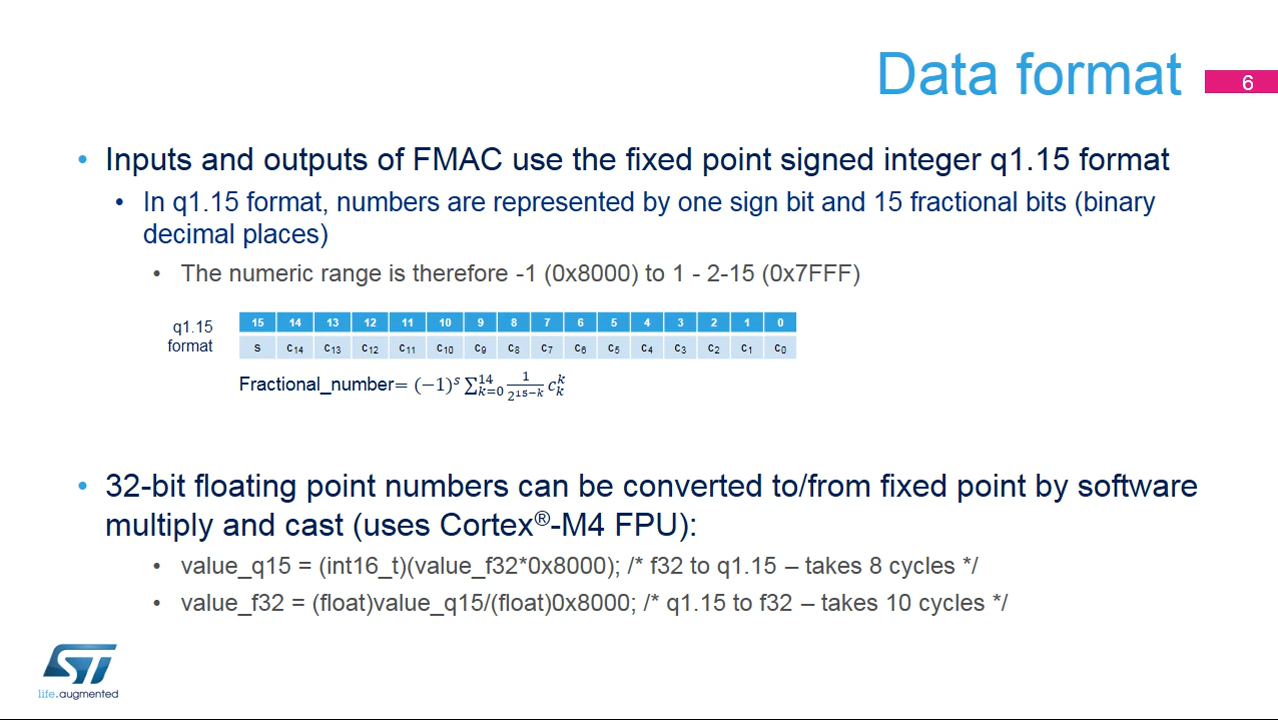 Data format
6
• Inputs and outputs of FMAC use the fixed point signed integer q1.15 format
• In q1.15 format, numbers are represented by one sign bit and 15 fractional bits (binary
decimal places)
• The numeric range is therefore -1 (0x8000) to 1 - 2-15 (0x7FFF)
q1.15
format
15 14 13 12 11 10 9 8 7 6 5 4 3 2 1 0
s c₁₄ c₁₃ c₁₂ c₁₁ c₁₀ c₉ c₈ c₇ c₆ c₅ c₄ c₃ c₂ c₁ c₀
Fractional_number= (−1)^s ∑_{k=0}^{14} \frac{1}{2^{15−k}} c_k^k
• 32-bit floating point numbers can be converted to/from fixed point by software
multiply and cast (uses Cortex®-M4 FPU):
• value_q15 = (int16_t)(value_f32*0x8000); /* f32 to q1.15 – takes 8 cycles */
• value_f32 = (float)value_q15/(float)0x8000; /* q1.15 to f32 – takes 10 cycles */
ST
life.augmented